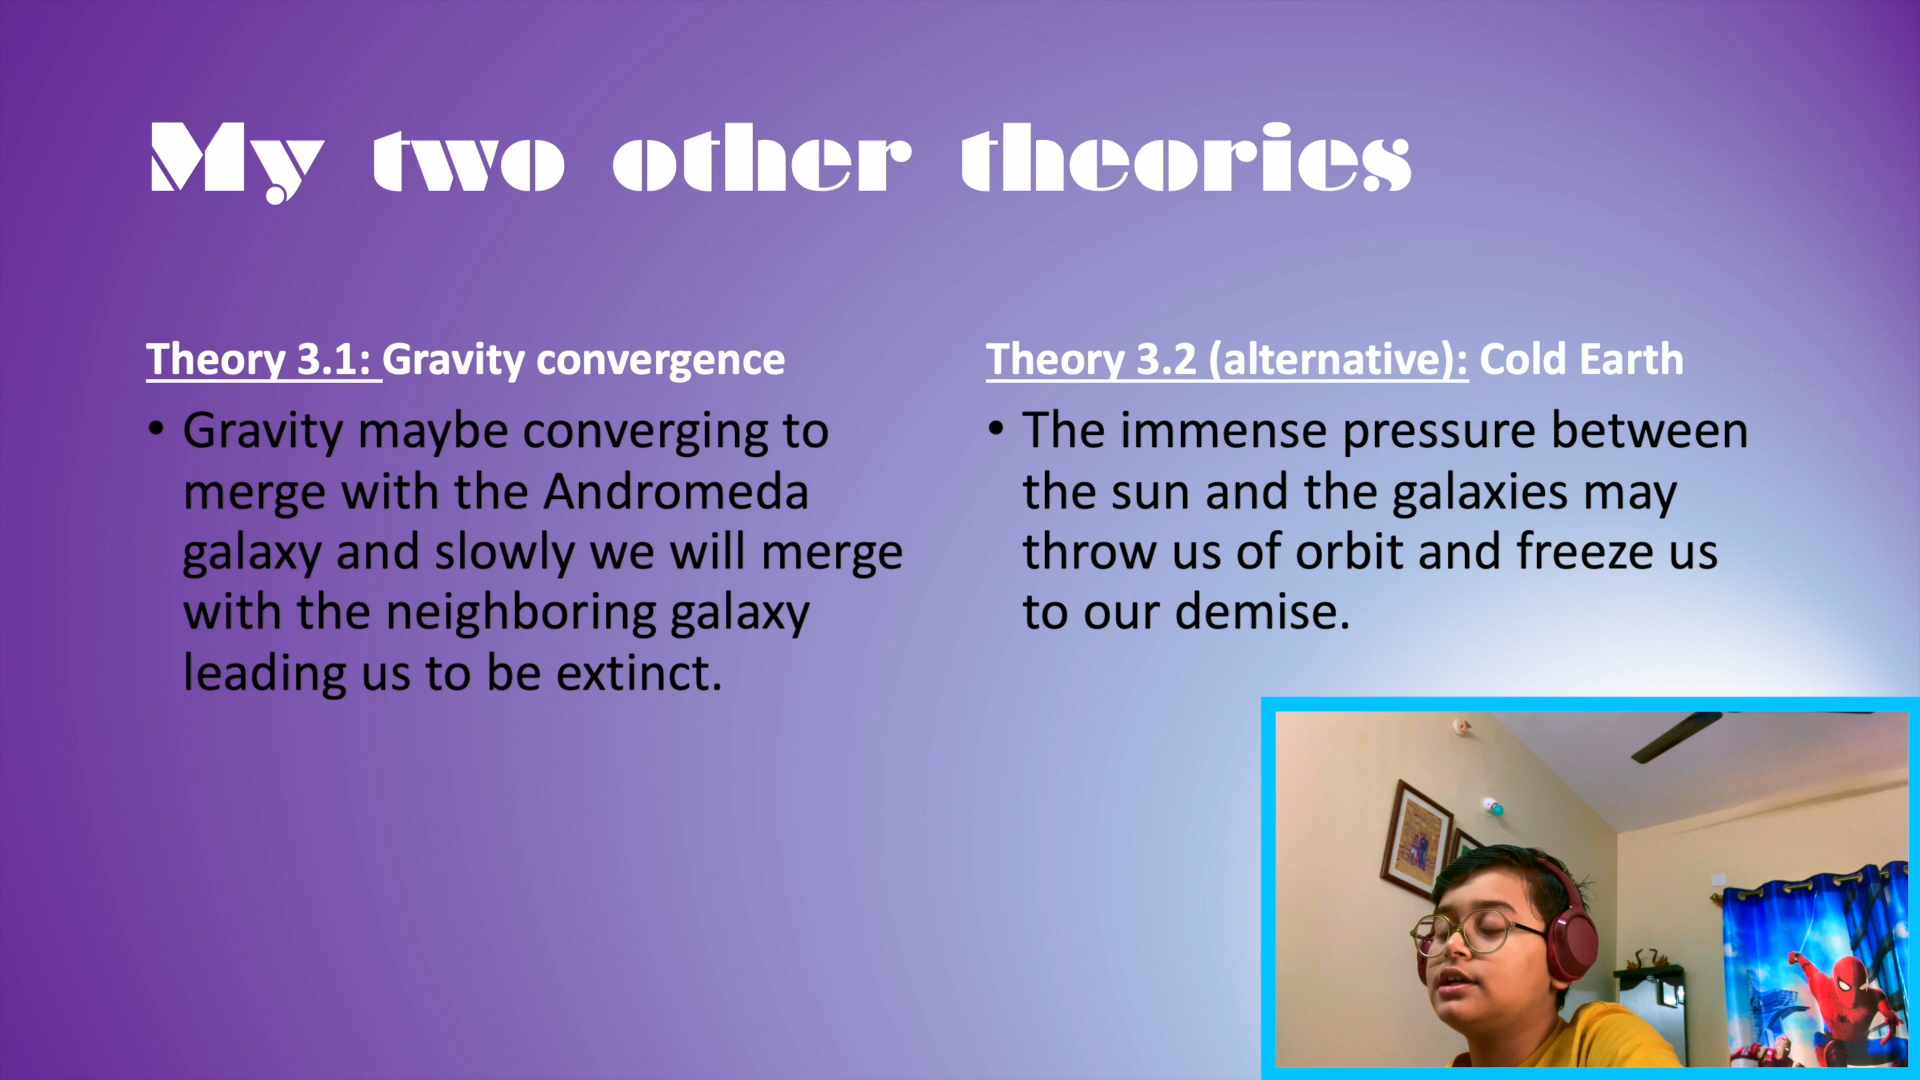 My two other theories
Theory 3.1: Gravity convergence
• Gravity maybe converging to
merge with the Andromeda
galaxy and slowly we will merge
with the neighboring galaxy
leading us to be extinct.
Theory 3.2 (alternative): Cold Earth
• The immense pressure between
the sun and the galaxies may
throw us of orbit and freeze us
to our demise.